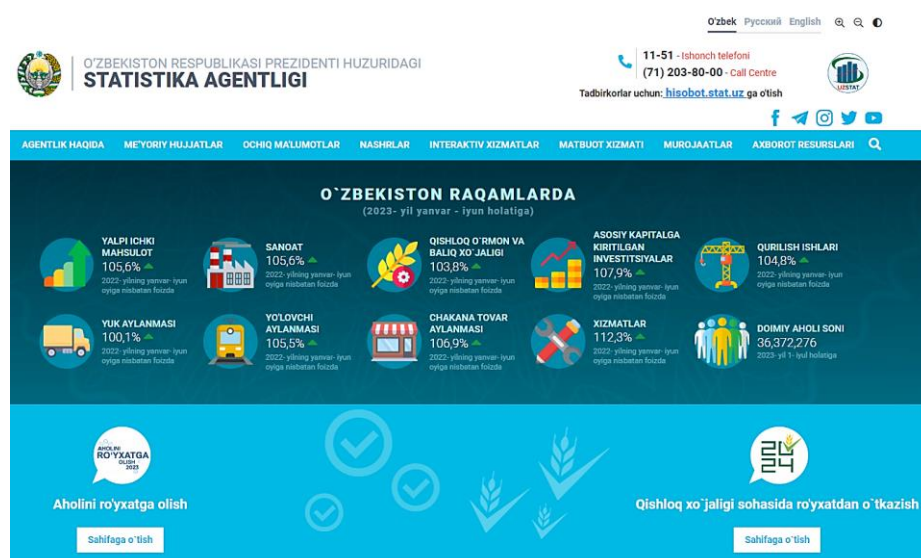 O'zbek Русский English
O'ZBEKISTON RESPUBLIKASI PREZIDENTI HUZURIDAGI
STATISTIKA AGENTLIGI
11-51 - Ishonch telefoni
(71) 203-80-00 - Call Centre
Tadbirkorlar uchun: hisobot.stat.uz ga o'tish
UZSTAT
AGENTLIK HAQIDA ME'YORIY HUJJATLAR OCHIQ MA'LUMOTLAR NASHRLAR INTERAKTIV XIZMATLAR MATBUOT XIZMATI MUROJAATLAR AXBOROT RESURSLARI
O`ZBEKISTON RAQAMLARDA
(2023- yil yanvar - iyun holatiga)
YALPI ICHKI
MAHSULOT
105,6%
2022- yilning yanvar- iyun
oyiga nisbatan foizda
SANOAT
105,6%
2022- yilning yanvar- iyun
oyiga nisbatan foizda
QISHLOQ O`RMON VA
BALIQ XO`JALIGI
103,8%
2022- yilning yanvar- iyun
oyiga nisbatan foizda
ASOSIY KAPITALGA
KIRITILGAN
INVESTITSIYALAR
107,9%
2022- yilning yanvar- iyun
oyiga nisbatan foizda
QURILISH ISHLARI
104,8%
2022- yilning yanvar- iyun
oyiga nisbatan foizda
YUK AYLANMASI
100,1%
2022- yilning yanvar- iyun
oyiga nisbatan foizda
YO'LOVCHI
AYLANMASI
105,5%
2022- yilning yanvar- iyun
oyiga nisbatan foizda
CHAKANA TOVAR
AYLANMASI
106,9%
2022- yilning yanvar- iyun
oyiga nisbatan foizda
XIZMATLAR
112,3%
2022- yilning yanvar- iyun
oyiga nisbatan foizda
DOIMIY AHOLI SONI
36,372,276
2023- yil 1- iyul holatiga
AHOLINI
RO'YXATGA
OLISH
2023
Aholini ro'yxatga olish
Sahifaga o`tish
2024
Qishloq xo`jaligi sohasida ro'yxatdan o`tkazish
Sahifaga o`tish